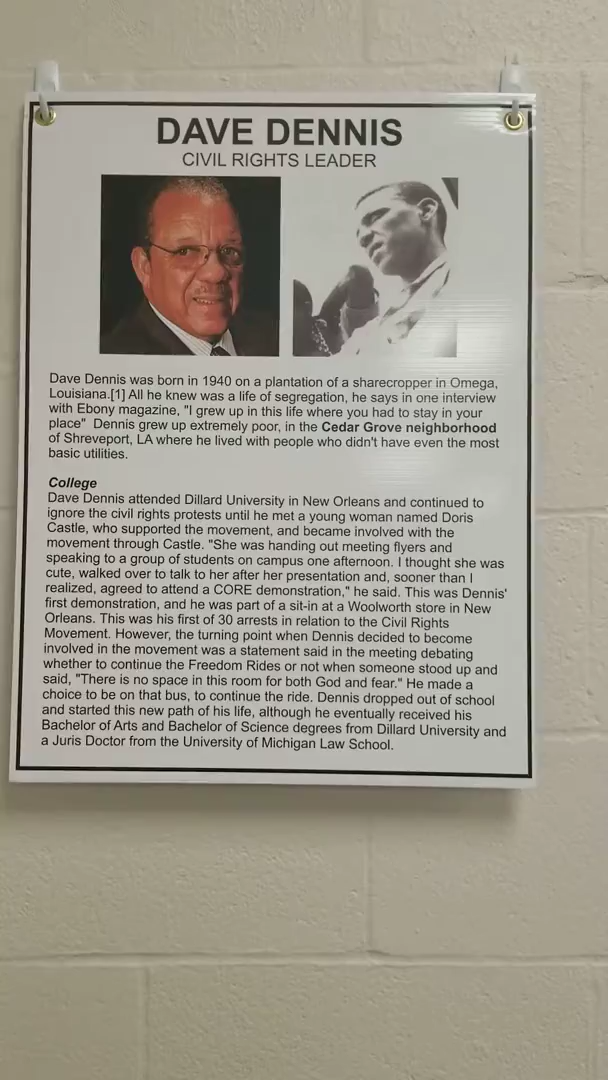 DAVE DENNIS
CIVIL RIGHTS LEADER
Dave Dennis was born in 1940 on a plantation of a sharecropper in Omega,
Louisiana.[1] All he knew was a life of segregation, he says in one interview
with Ebony magazine, "I grew up in this life where you had to stay in your
place"  Dennis grew up extremely poor, in the Cedar Grove neighborhood
of Shreveport, LA where he lived with people who didn't have even the most
basic utilities.
College
Dave Dennis attended Dillard University in New Orleans and continued to
ignore the civil rights protests until he met a young woman named Doris
Castle, who supported the movement, and became involved with the
movement through Castle. "She was handing out meeting flyers and
speaking to a group of students on campus one afternoon. I thought she was
cute, walked over to talk to her after her presentation and, sooner than I
realized, agreed to attend a CORE demonstration," he said. This was Dennis'
first demonstration, and he was part of a sit-in at a Woolworth store in New
Orleans. This was his first of 30 arrests in relation to the Civil Rights
Movement. However, the turning point when Dennis decided to become
involved in the movement was a statement said in the meeting debating
whether to continue the Freedom Rides or not when someone stood up and
said, "There is no space in this room for both God and fear." He made a
choice to be on that bus, to continue the ride. Dennis dropped out of school
and started this new path of his life, although he eventually received his
Bachelor of Arts and Bachelor of Science degrees from Dillard University and
a Juris Doctor from the University of Michigan Law School.